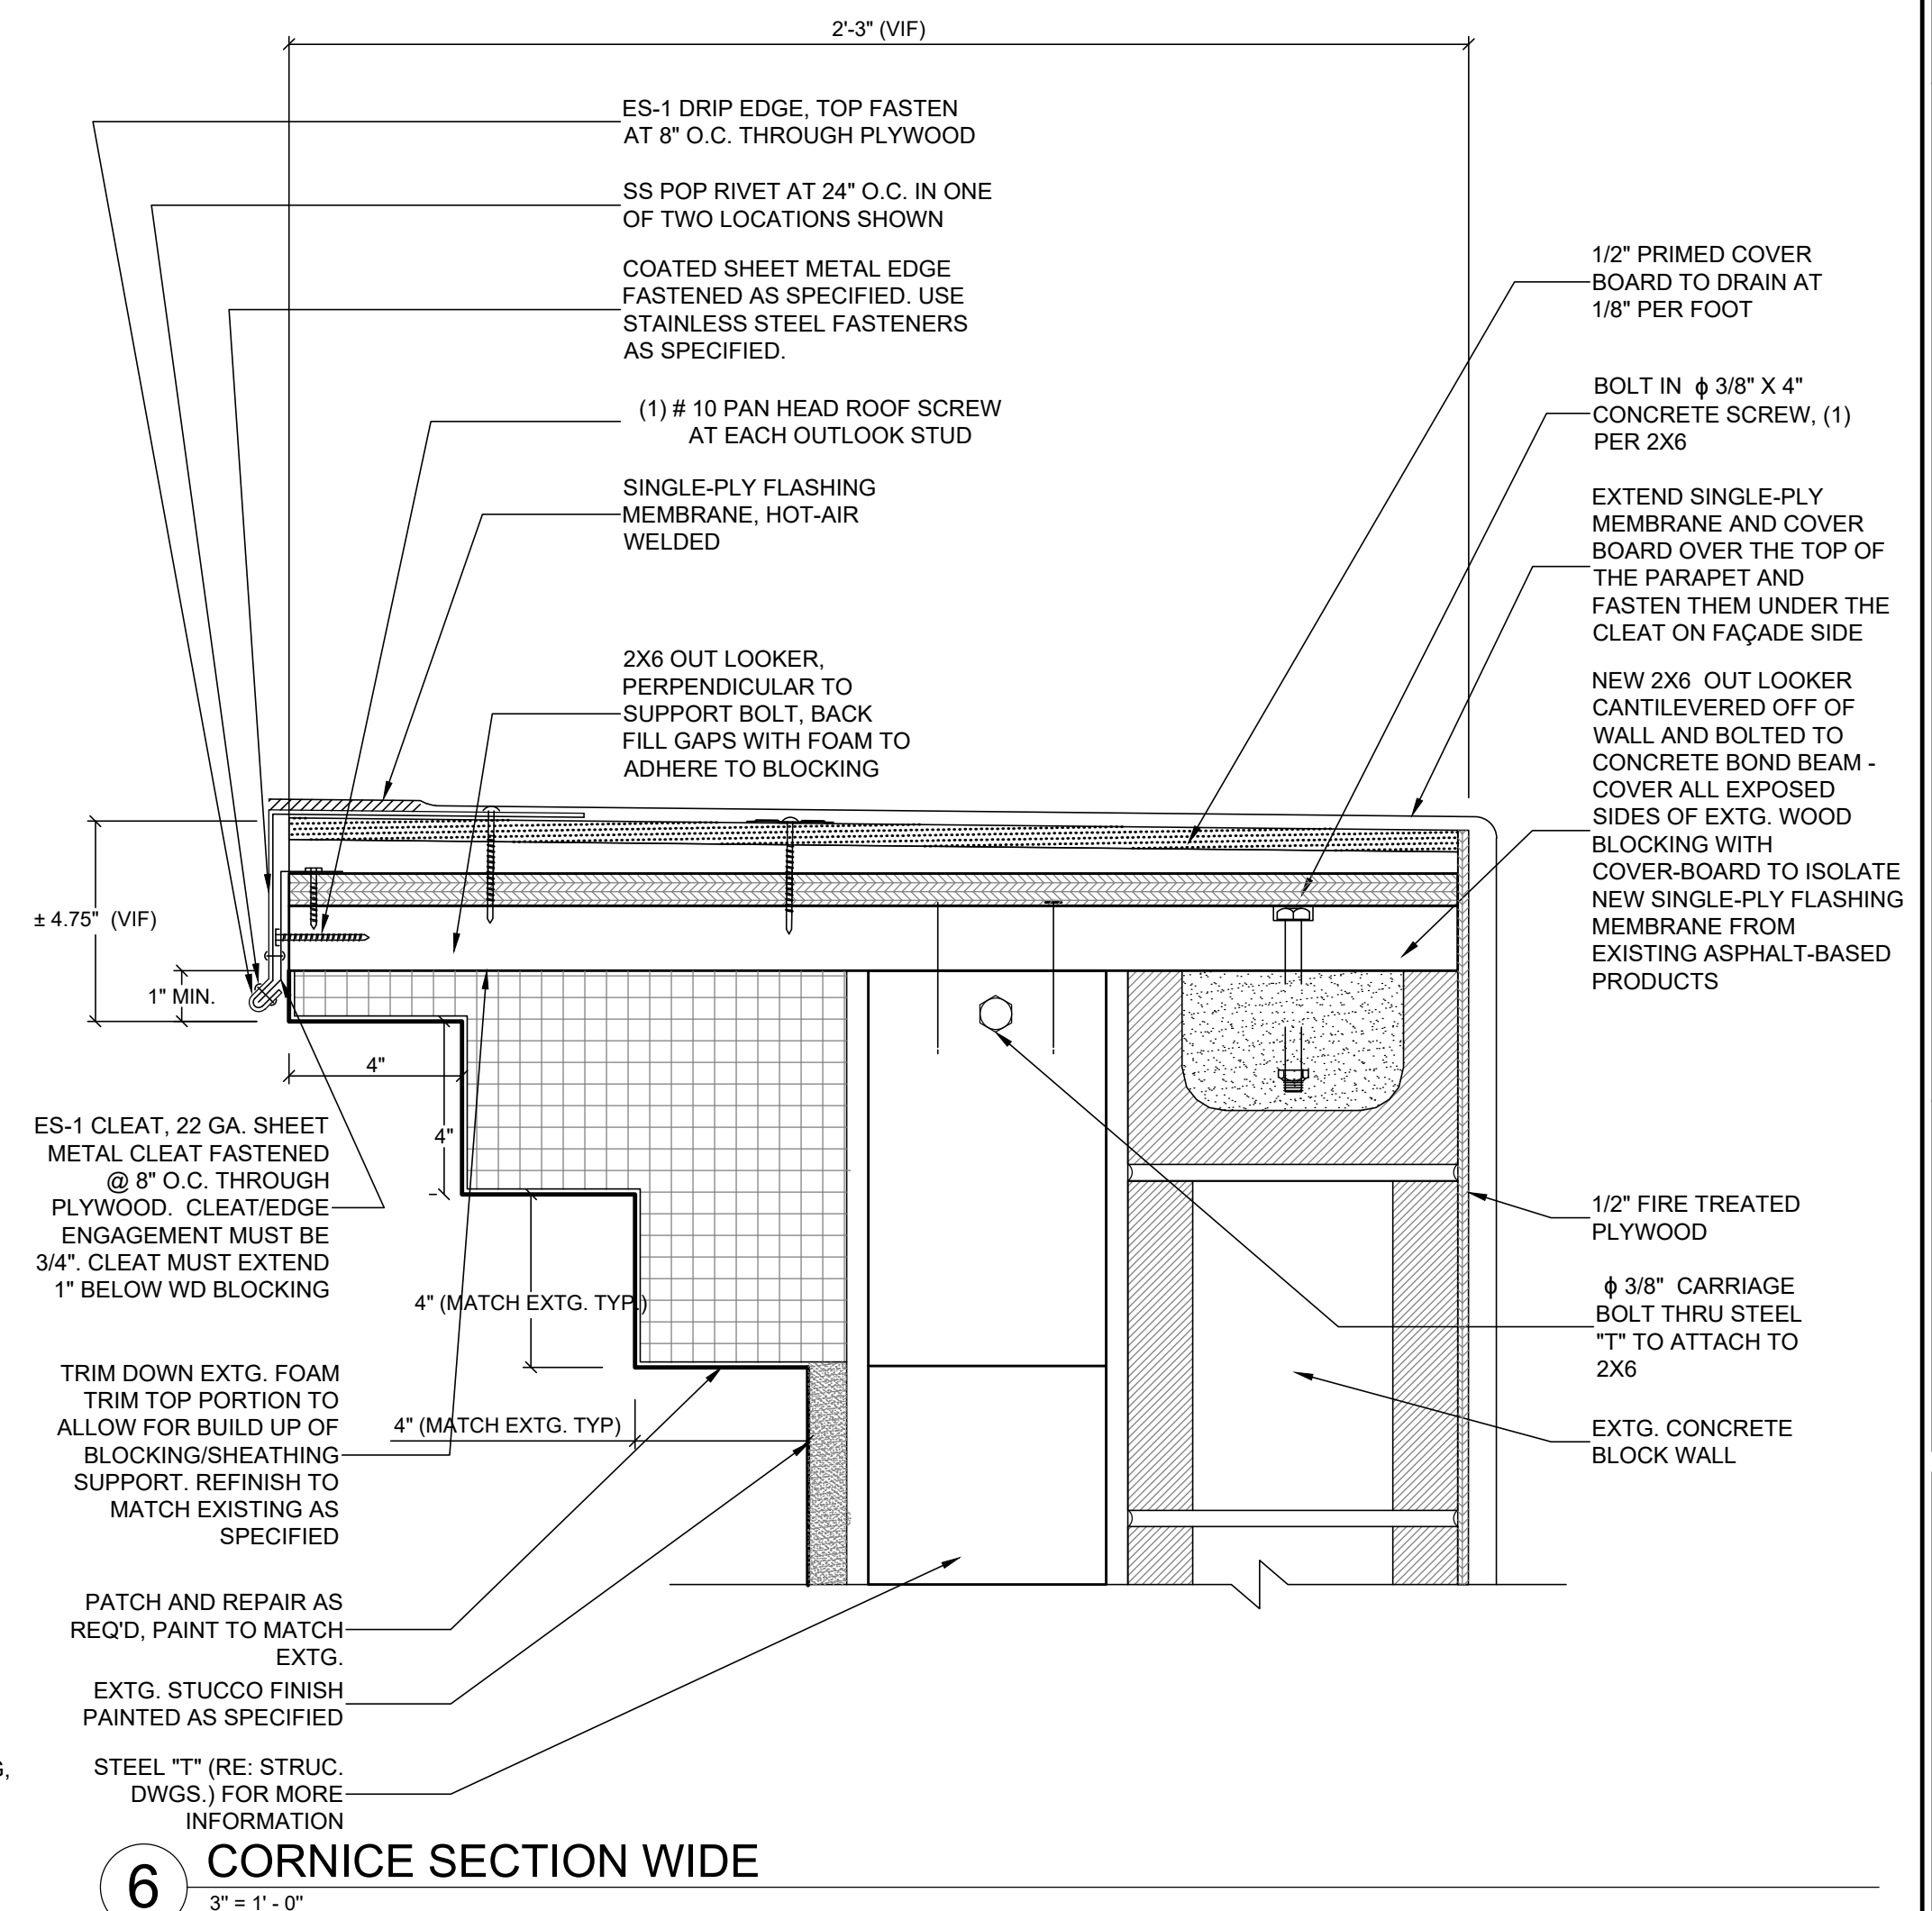 2'-3" (VIF)
ES-1 DRIP EDGE, TOP FASTEN
AT 8" O.C. THROUGH PLYWOOD
SS POP RIVET AT 24" O.C. IN ONE
OF TWO LOCATIONS SHOWN
COATED SHEET METAL EDGE
FASTENED AS SPECIFIED. USE
STAINLESS STEEL FASTENERS
AS SPECIFIED.
(1) # 10 PAN HEAD ROOF SCREW
AT EACH OUTLOOK STUD
SINGLE-PLY FLASHING
MEMBRANE, HOT-AIR
WELDED
2X6 OUT LOOKER,
PERPENDICULAR TO
SUPPORT BOLT, BACK
FILL GAPS WITH FOAM TO
ADHERE TO BLOCKING
1/2" PRIMED COVER
BOARD TO DRAIN AT
1/8" PER FOOT
BOLT IN ϕ 3/8" X 4"
CONCRETE SCREW, (1)
PER 2X6
EXTEND SINGLE-PLY
MEMBRANE AND COVER
BOARD OVER THE TOP OF
THE PARAPET AND
FASTEN THEM UNDER THE
CLEAT ON FAÇADE SIDE
NEW 2X6 OUT LOOKER
CANTILEVERED OFF OF
WALL AND BOLTED TO
CONCRETE BOND BEAM -
COVER ALL EXPOSED
SIDES OF EXTG. WOOD
BLOCKING WITH
COVER-BOARD TO ISOLATE
NEW SINGLE-PLY FLASHING
MEMBRANE FROM
EXISTING ASPHALT-BASED
PRODUCTS
1/2" FIRE TREATED
PLYWOOD
ϕ 3/8" CARRIAGE
BOLT THRU STEEL
"T" TO ATTACH TO
2X6
EXTG. CONCRETE
BLOCK WALL
± 4.75" (VIF)
1" MIN.
4"
4"
4" (MATCH EXTG. TYP.)
4" (MATCH EXTG. TYP)
ES-1 CLEAT, 22 GA. SHEET
METAL CLEAT FASTENED
@ 8" O.C. THROUGH
PLYWOOD. CLEAT/EDGE
ENGAGEMENT MUST BE
3/4". CLEAT MUST EXTEND
1" BELOW WD BLOCKING
TRIM DOWN EXTG. FOAM
TRIM TOP PORTION TO
ALLOW FOR BUILD UP OF
BLOCKING/SHEATHING
SUPPORT. REFINISH TO
MATCH EXISTING AS
SPECIFIED
PATCH AND REPAIR AS
REQ'D, PAINT TO MATCH
EXTG.
EXTG. STUCCO FINISH
PAINTED AS SPECIFIED
STEEL "T" (RE: STRUC.
DWGS.) FOR MORE
INFORMATION
6
CORNICE SECTION WIDE
3" = 1' - 0"